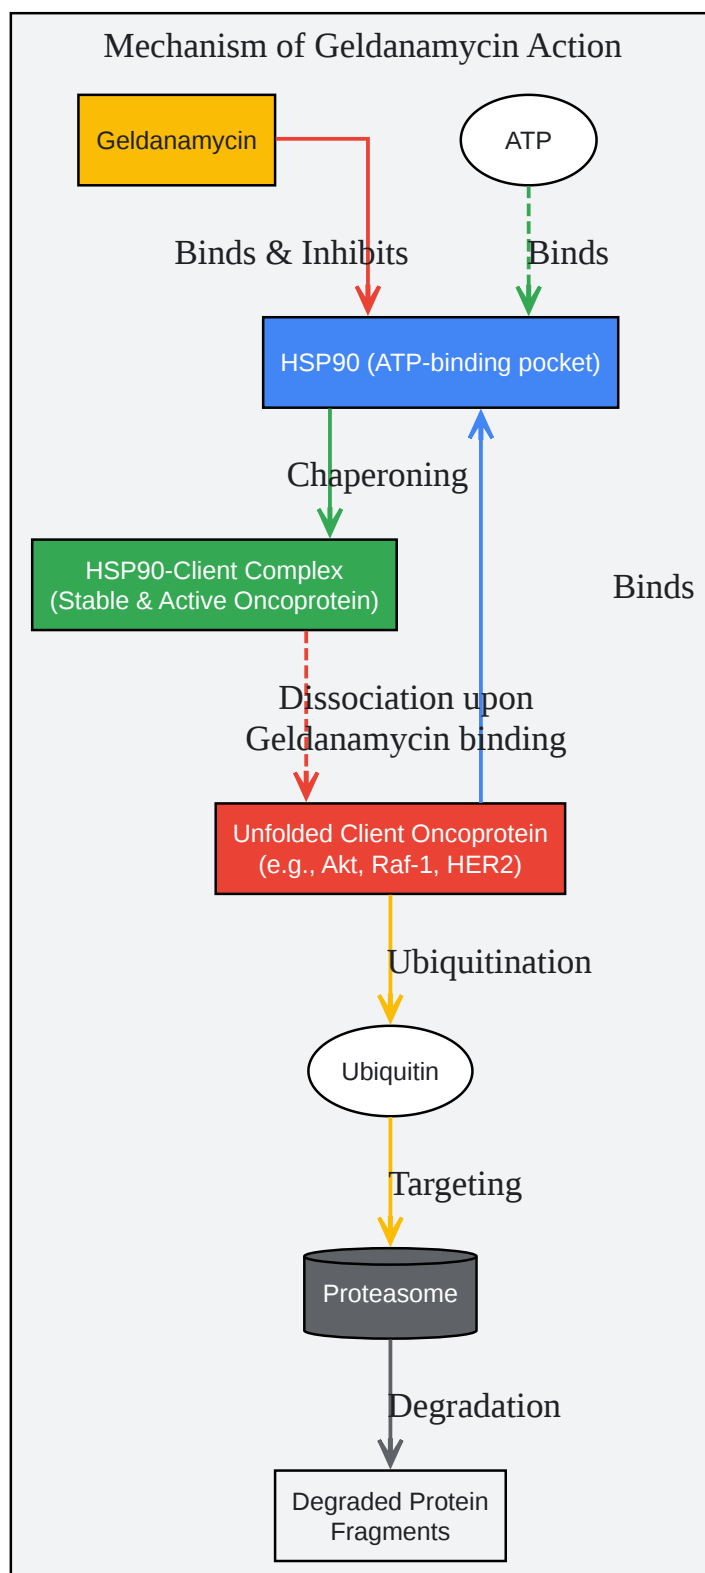 Mechanism of Geldanamycin Action
Geldanamycin
ATP
Binds & Inhibits
Binds
HSP90 (ATP-binding pocket)
Chaperoning
HSP90-Client Complex
(Stable & Active Oncoprotein)
Binds
Dissociation upon
Geldanamycin binding
Unfolded Client Oncoprotein
(e.g., Akt, Raf-1, HER2)
Ubiquitination
Ubiquitin
Targeting
Proteasome
Degradation
Degraded Protein
Fragments